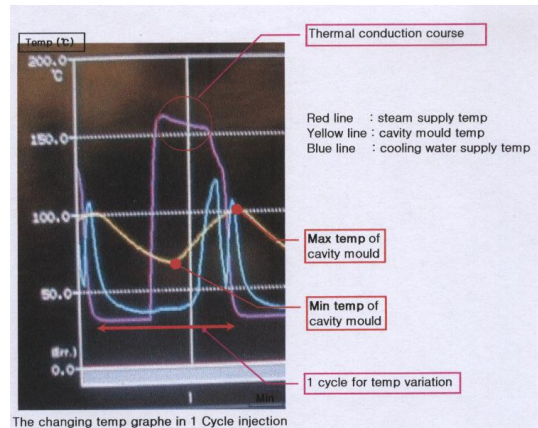 Temp (℃)
Thermal conduction course
200.0
℃
150.0
100.0
50.0
(Err.)
0.0
1
Min
Red line : steam supply temp
Yellow line : cavity mould temp
Blue line : cooling water supply temp
Max temp of
cavity mould
Min temp of
cavity mould
1 cycle for temp variation
The changing temp graphe in 1 Cycle injection